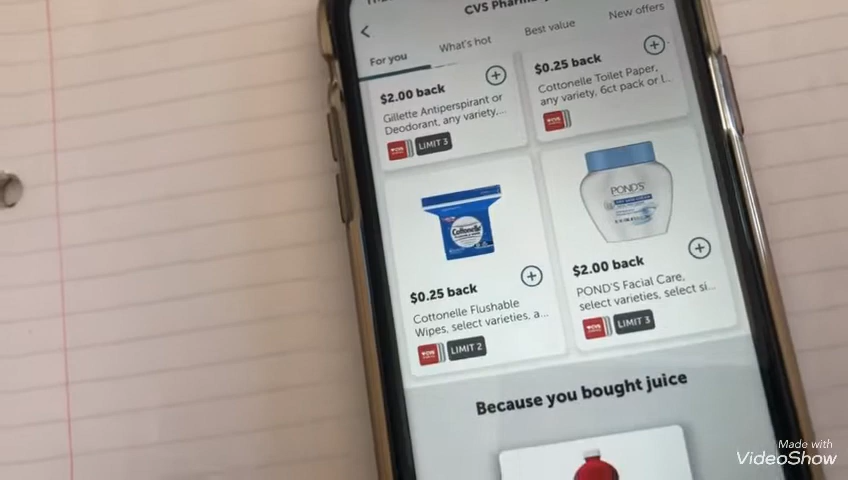 CVS
For you
What's hot
Best value
New offers
$2.00 back
Gillette Antiperspirant or
Deodorant, any variety,...
LIMIT 3
$0.25 back
Cottonelle Toilet Paper,
any variety, 6ct pack or l...
Cottonelle
$0.25 back
Cottonelle Flushable
Wipes, select varieties, a...
CVS
LIMIT 2
POND'S
$2.00 back
POND'S Facial Care,
select varieties, select si...
LIMIT 3
Because you bought juice
Made with
VideoShow